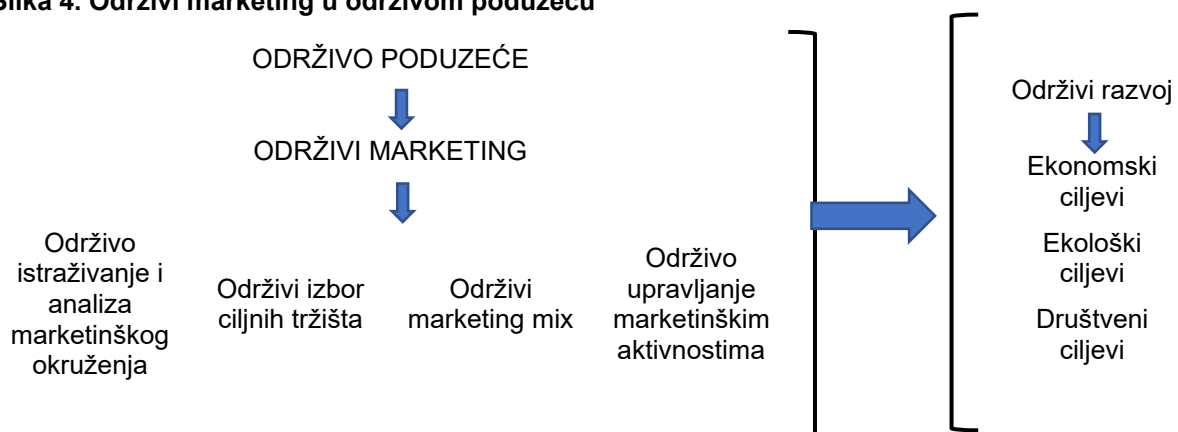 Slika 4. Održivi marketing u održivom poduzeću
ODRŽIVO PODUZEĆE
ODRŽIVI MARKETING
Održivo
istraživanje i
analiza
marketinškog
okruženja
Održivi izbor
ciljnih tržišta
Održivi
marketing mix
Održivo
upravljanje
marketinškim
aktivnostima
Održivi razvoj
Ekonomski
ciljevi
Ekološki
ciljevi
Društveni
ciljevi